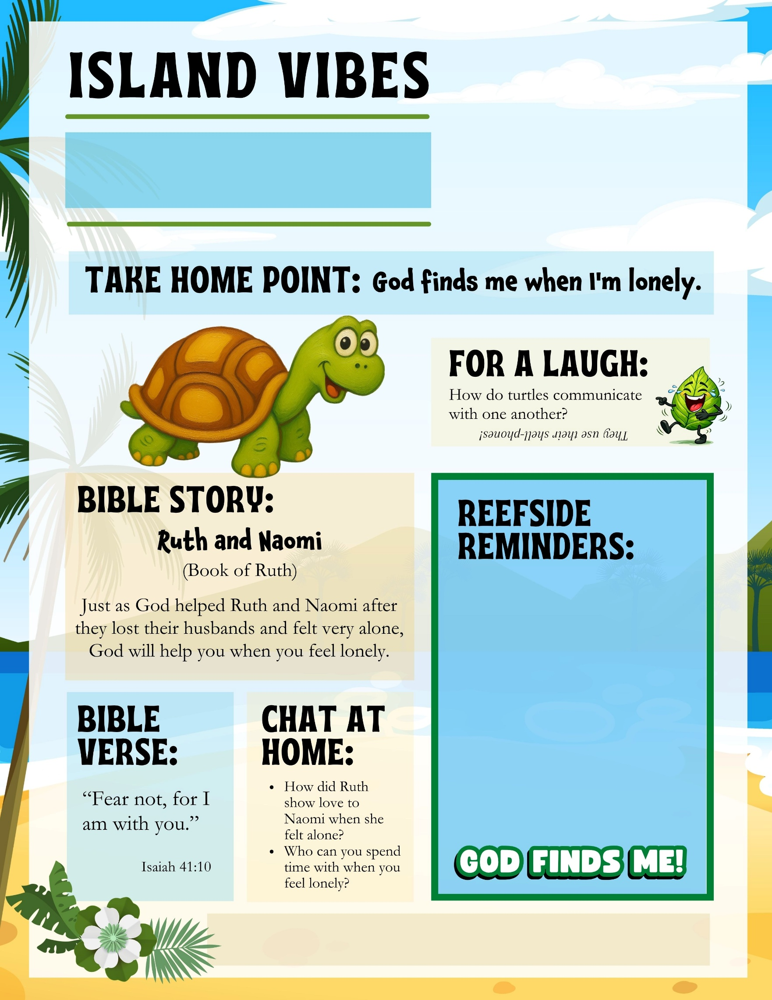 ISLAND VIBES
TAKE HOME POINT: God finds me when I'm lonely.
FOR A LAUGH:
How do turtles communicate
with one another?
They use their shell-phones!
BIBLE STORY:
Ruth and Naomi
(Book of Ruth)
Just as God helped Ruth and Naomi after
they lost their husbands and felt very alone,
God will help you when you feel lonely.
BIBLE
VERSE:
“Fear not, for I
am with you.”
Isaiah 41:10
CHAT AT
HOME:
• How did Ruth
show love to
Naomi when she
felt alone?
• Who can you spend
time with when you
feel lonely?
REEFSIDE
REMINDERS:
GOD FINDS ME!